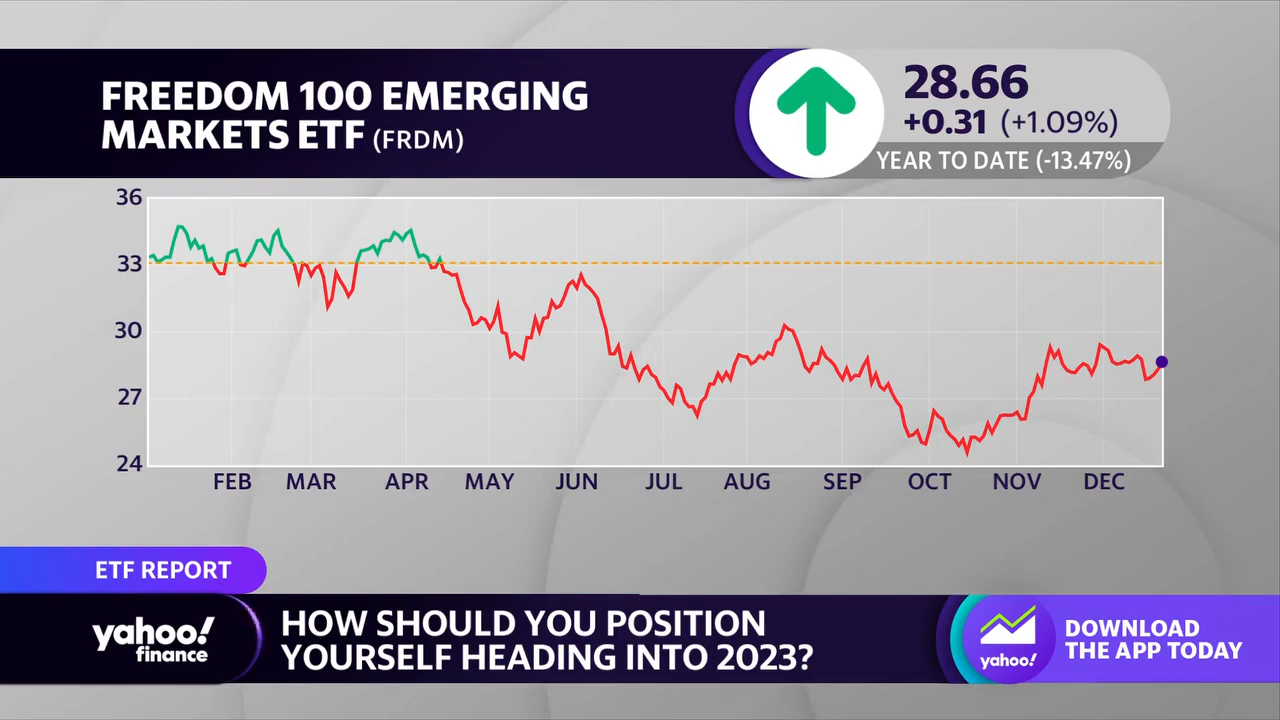 FREEDOM 100 EMERGING
MARKETS ETF (FRDM)
28.66
+0.31 (+1.09%)
YEAR TO DATE (-13.47%)
36
33
30
27
24
FEB MAR APR MAY JUN JUL AUG SEP OCT NOV DEC
ETF REPORT
yahoo!
finance
HOW SHOULD YOU POSITION
YOURSELF HEADING INTO 2023?
yahoo!
DOWNLOAD
THE APP TODAY